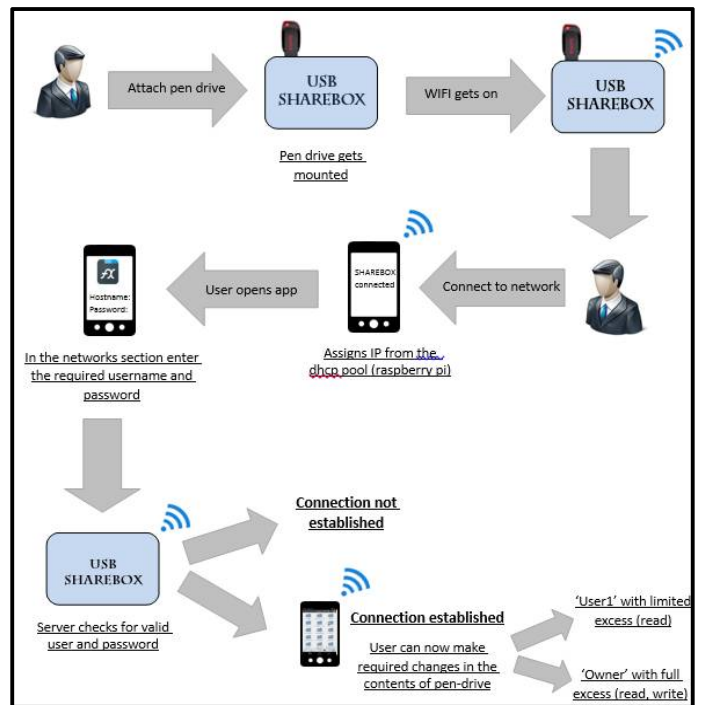 Attach pen drive
USB
SHAREBOX
WIFI gets on
USB
SHAREBOX
Pen drive gets
mounted
Connect to network
SHAREBOX
connected
Assigns IP from the
dhcp pool (raspberry pi)
User opens app
fx
Hostname:
Password:
In the networks section enter
the required username and
password
USB
SHAREBOX
Server checks for valid
user and password
Connection not
established
Connection established
User can now make
required changes in the
contents of pen-drive
‘User1’ with limited
excess (read)
‘Owner’ with full
excess (read, write)